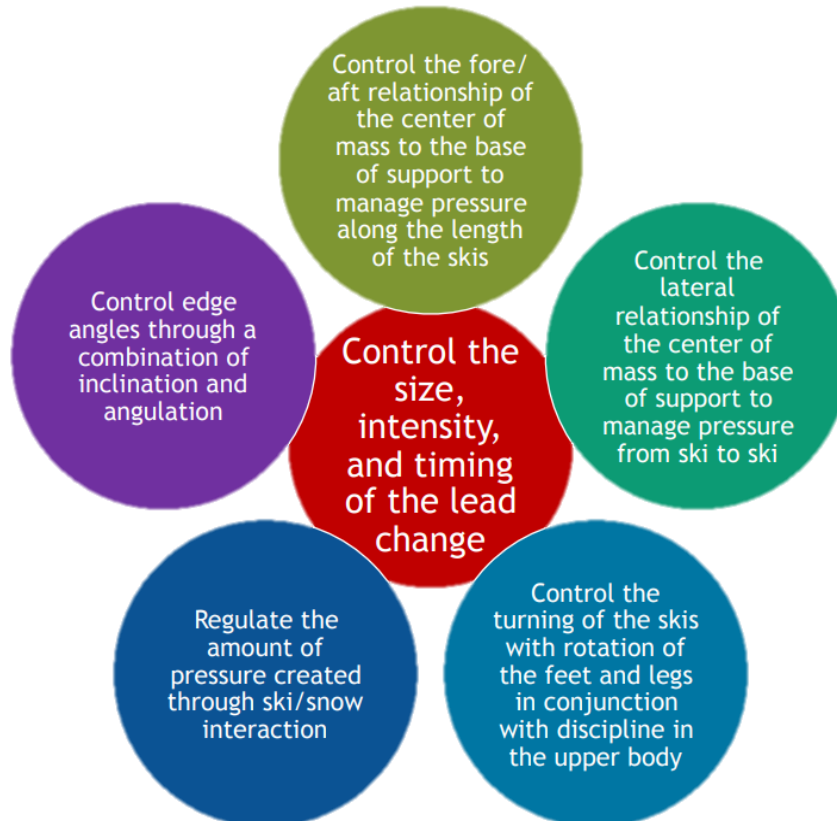 Control the fore/
aft relationship of
the center of
mass to the base
of support to
manage pressure
along the length
of the skis
Control the
lateral
relationship of
the center of
mass to the base
of support to
manage pressure
from ski to ski
Control the
turning of the skis
with rotation of
the feet and legs
in conjunction
with discipline in
the upper body
Regulate the
amount of
pressure created
through ski/snow
interaction
Control edge
angles through a
combination of
inclination and
angulation
Control the
size,
intensity,
and timing
of the lead
change